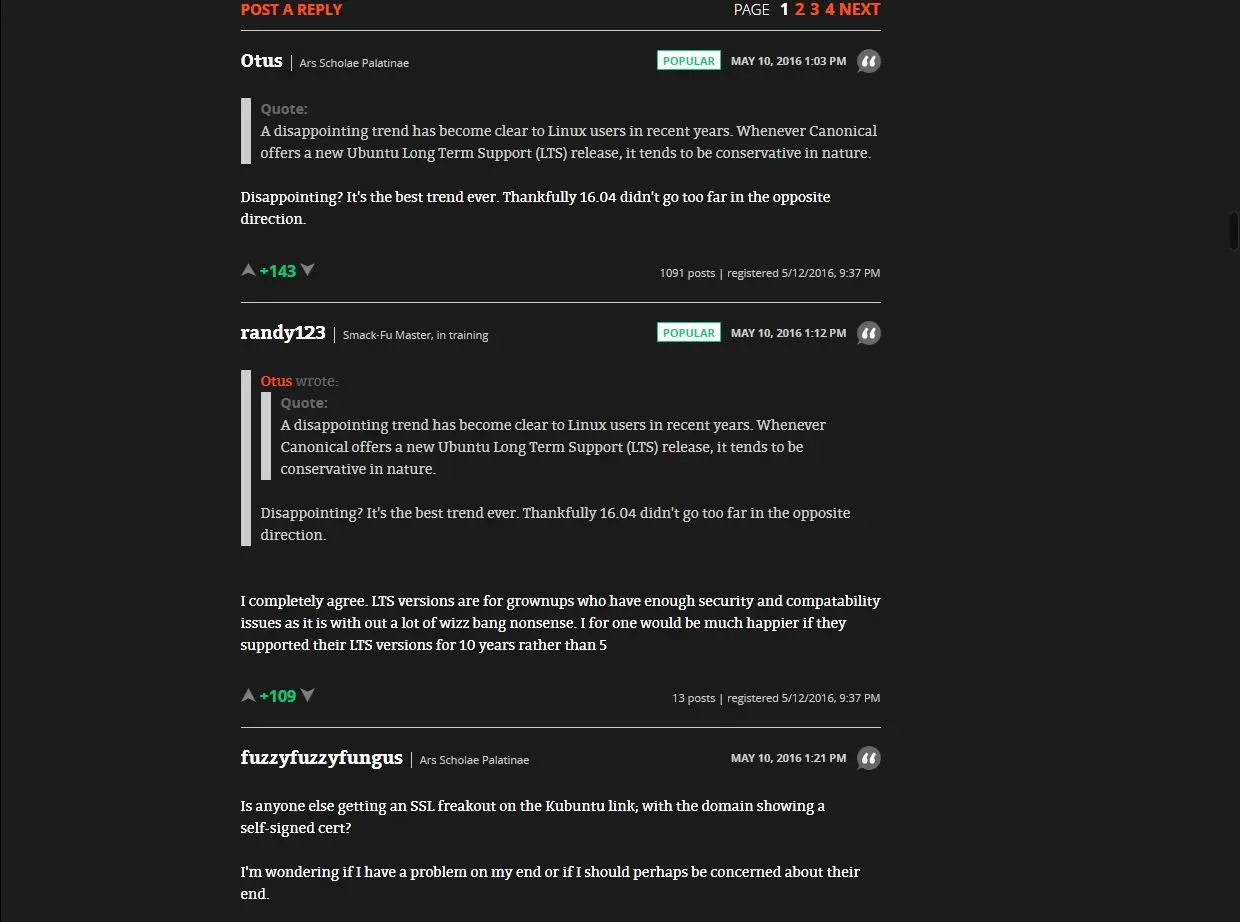 POST A REPLY PAGE 1 2 3 4 NEXT
Otus | Ars Scholae Palatinae POPULAR MAY 10, 2016 1:03 PM
Quote:
A disappointing trend has become clear to Linux users in recent years. Whenever Canonical
offers a new Ubuntu Long Term Support (LTS) release, it tends to be conservative in nature.
Disappointing? It's the best trend ever. Thankfully 16.04 didn't go too far in the opposite
direction.
+143 1091 posts | registered 5/12/2016, 9:37 PM
randy123 | Smack-Fu Master, in training POPULAR MAY 10, 2016 1:12 PM
Otus wrote:
Quote:
A disappointing trend has become clear to Linux users in recent years. Whenever
Canonical offers a new Ubuntu Long Term Support (LTS) release, it tends to be
conservative in nature.
Disappointing? It's the best trend ever. Thankfully 16.04 didn't go too far in the opposite
direction.
I completely agree. LTS versions are for grownups who have enough security and compatability
issues as it is with out a lot of wizz bang nonsense. I for one would be much happier if they
supported their LTS versions for 10 years rather than 5
+109 13 posts | registered 5/12/2016, 9:37 PM
fuzzyfuzzyfungus | Ars Scholae Palatinae MAY 10, 2016 1:21 PM
Is anyone else getting an SSL freakout on the Kubuntu link; with the domain showing a
self-signed cert?
I'm wondering if I have a problem on my end or if I should perhaps be concerned about their
end.